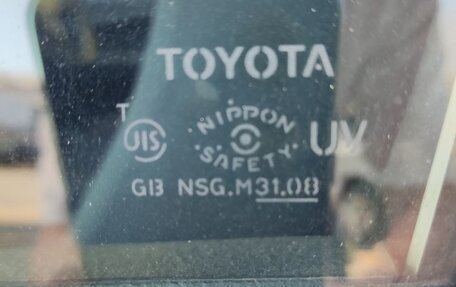 TOYOTA
T
JIS
NIPPON
SAFETY
UV
GB NSG.M31.08